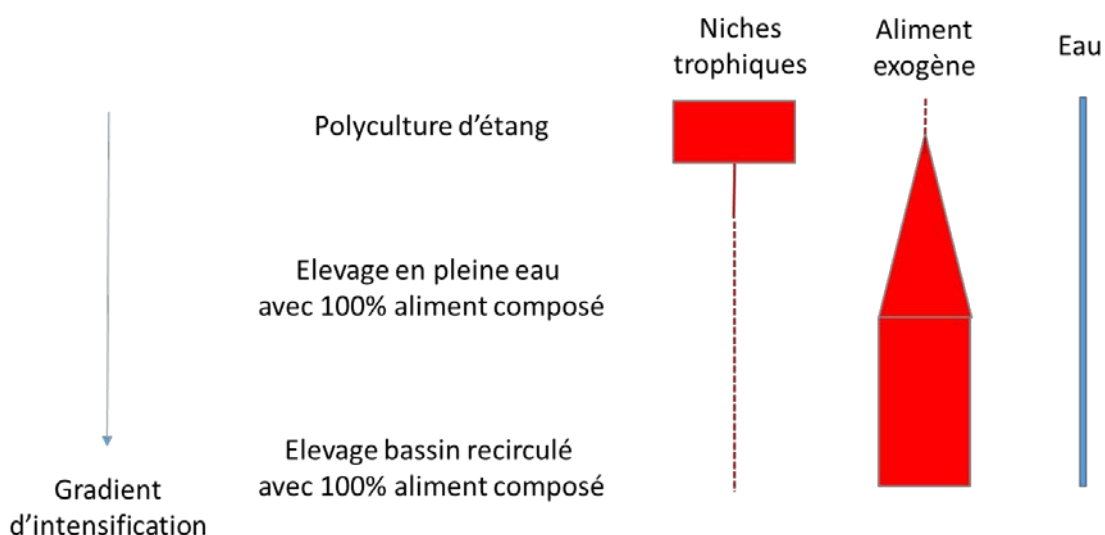 Niches
trophiques
Aliment
exogène
Eau
Polyculture d’étang
Elevage en pleine eau
avec 100% aliment composé
Elevage bassin recirculé
avec 100% aliment composé
Gradient
d’intensification